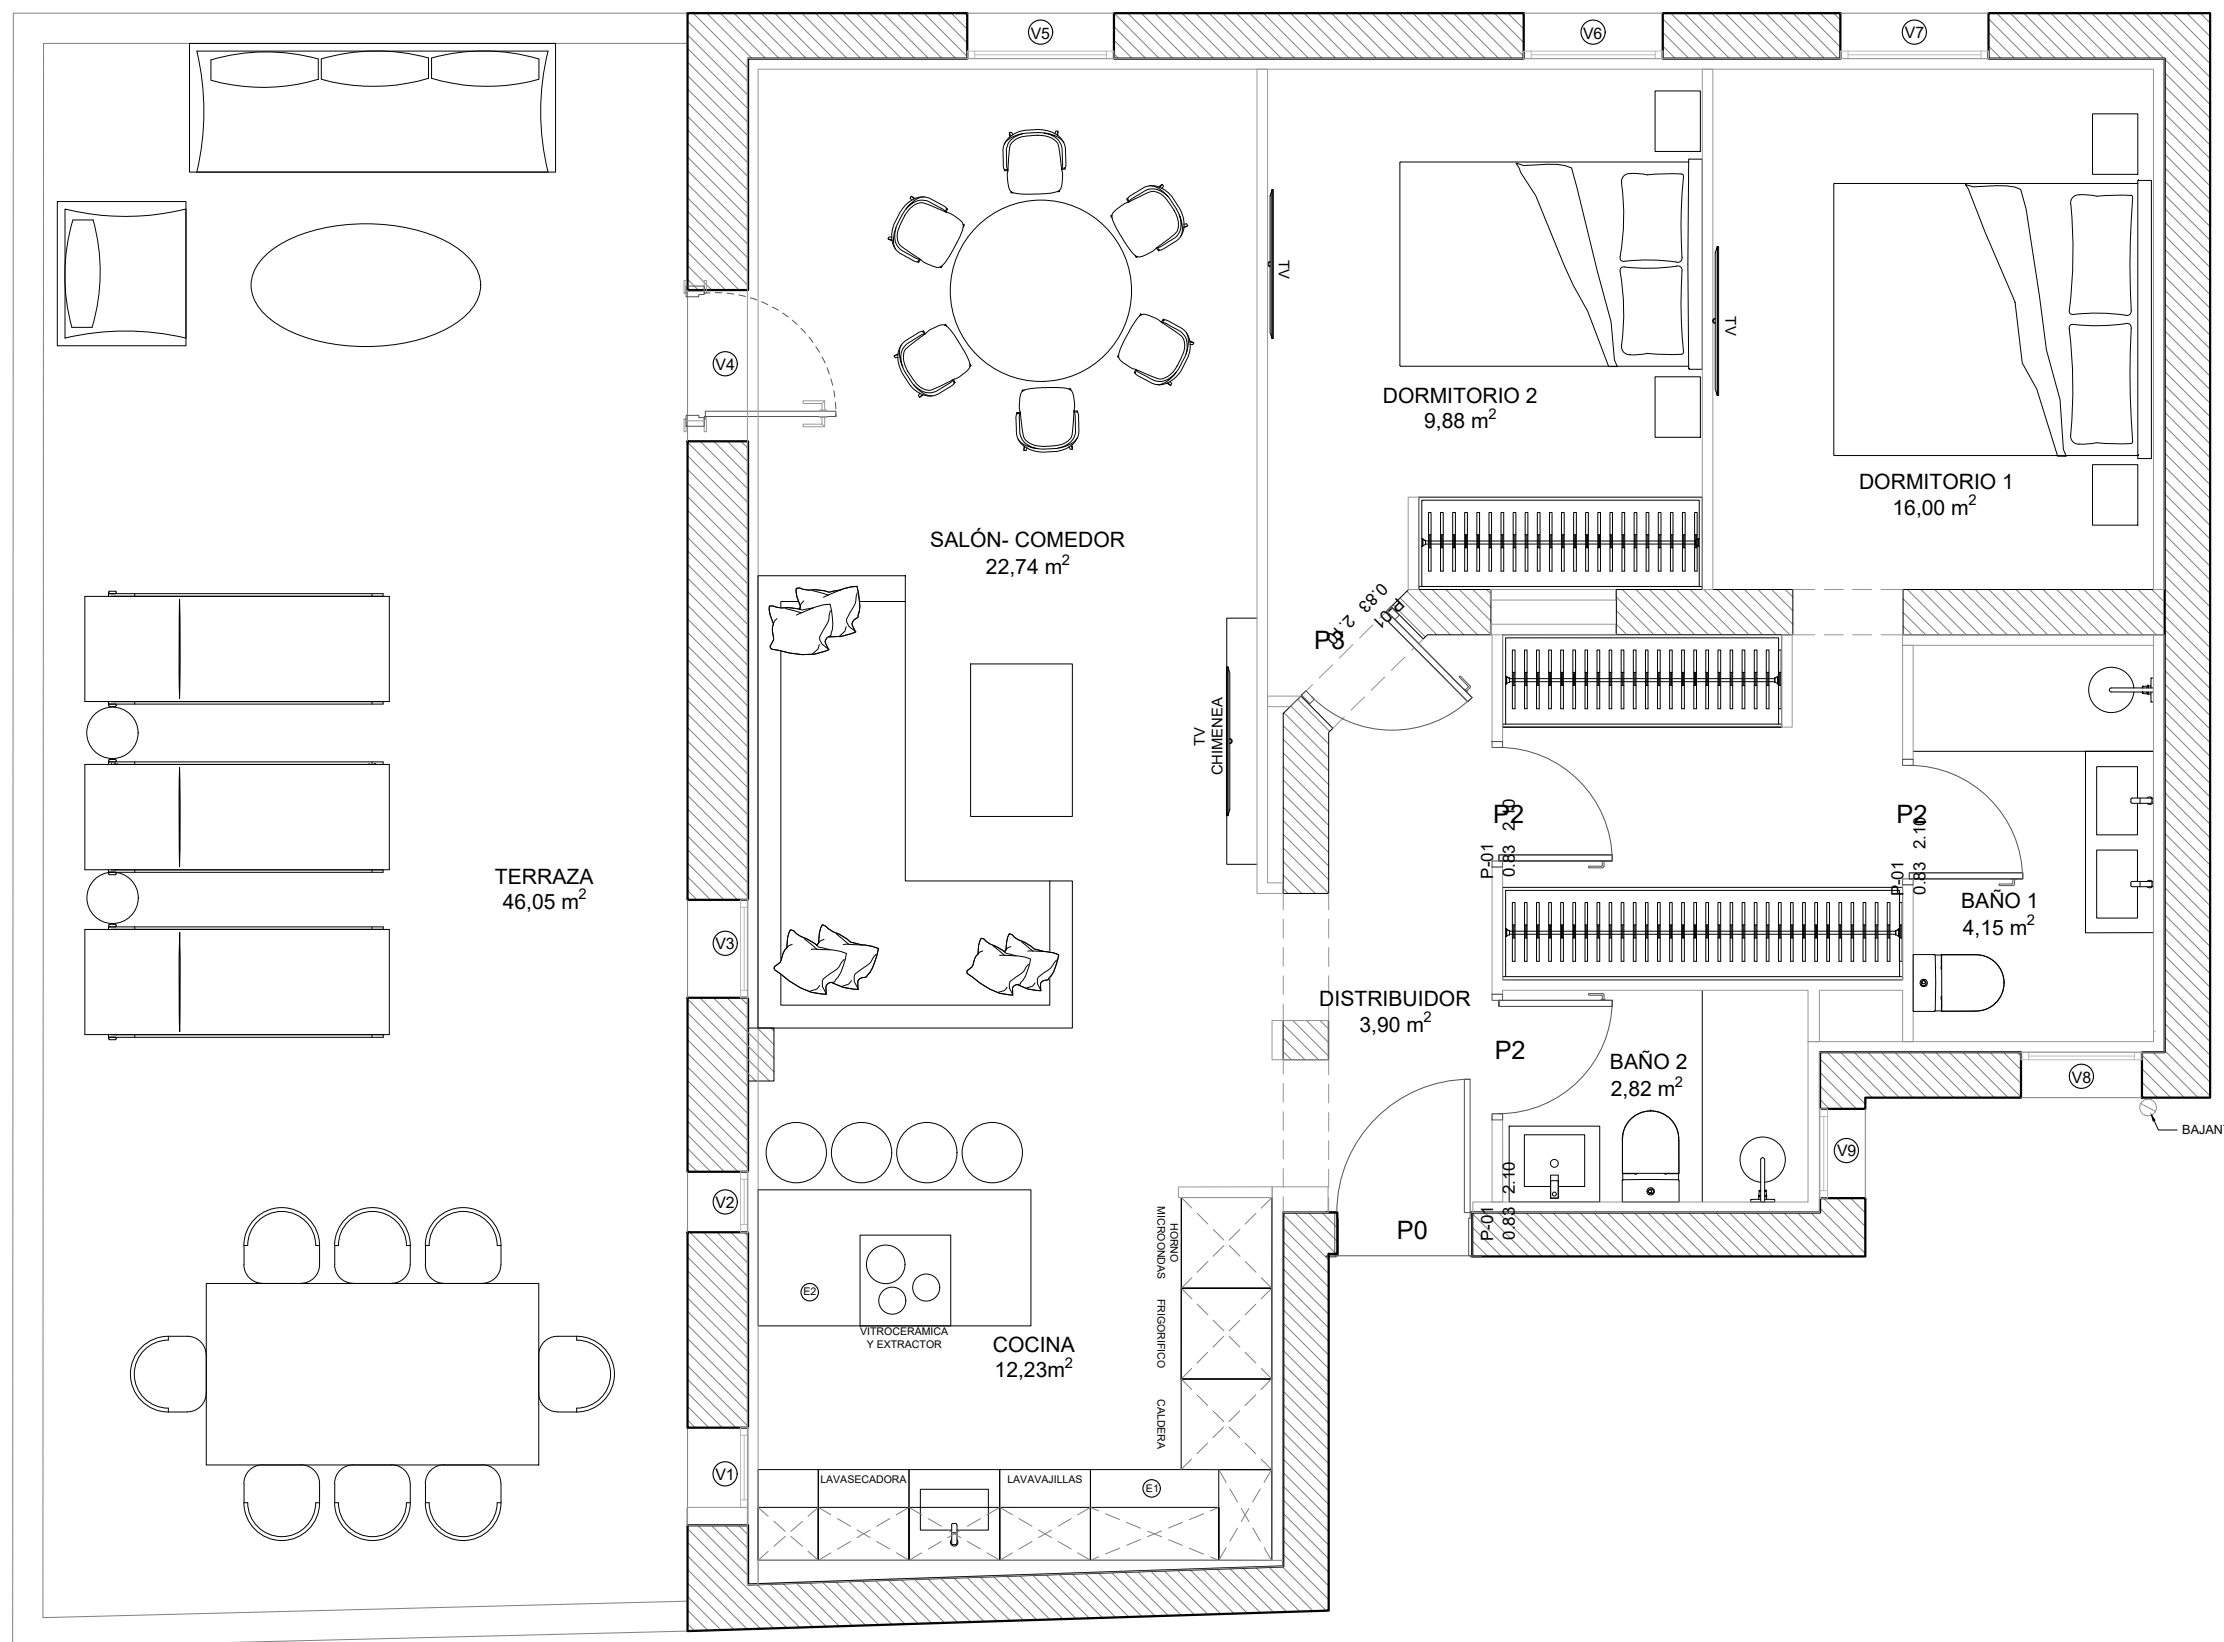 V5
V6
V7
TV
TV
V4
DORMITORIO 2
9,88 m²
DORMITORIO 1
16,00 m²
SALÓN- COMEDOR
22,74 m²
P-01
0.83
P3
TV
CHIMENEA
P2
P-01
0.83 2.10
P2
P-01
0.83 2.10
TERRAZA
46,05 m²
BAÑO 1
4,15 m²
V3
DISTRIBUIDOR
3,90 m²
P2
BAÑO 2
2,82 m²
V8
BAJAN
V9
V2
P-01
0.83 2.10
P0
HORNO
MICROONDAS
FRIGORIFICO
CALDERA
E2
VITROCERAMICA
Y EXTRACTOR
COCINA
12,23m²
V1
LAVASECADORA
LAVAVAJILLAS
E1